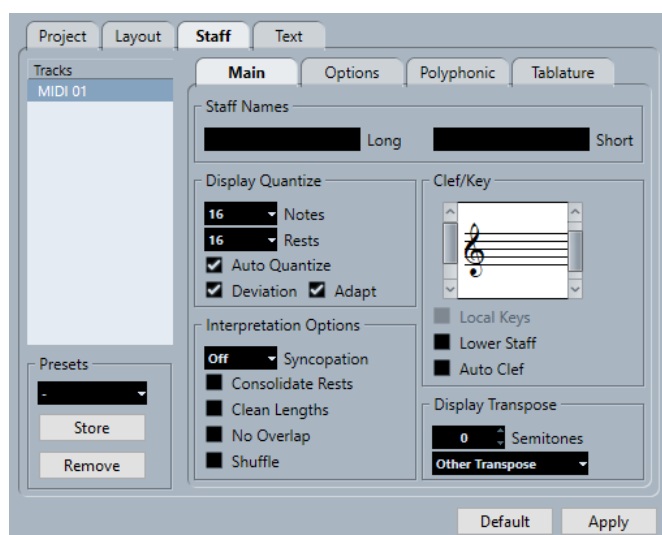 Project Layout Staff Text
Tracks
MIDI 01
Main Options Polyphonic Tablature
Staff Names
Long Short
Display Quantize
16 Notes
16 Rests
Auto Quantize
Deviation Adapt
Interpretation Options
Off Syncopation
Consolidate Rests
Clean Lengths
No Overlap
Shuffle
Clef/Key
Local Keys
Lower Staff
Auto Clef
Display Transpose
0 Semitones
Other Transpose
Presets
-
Store
Remove
Default Apply